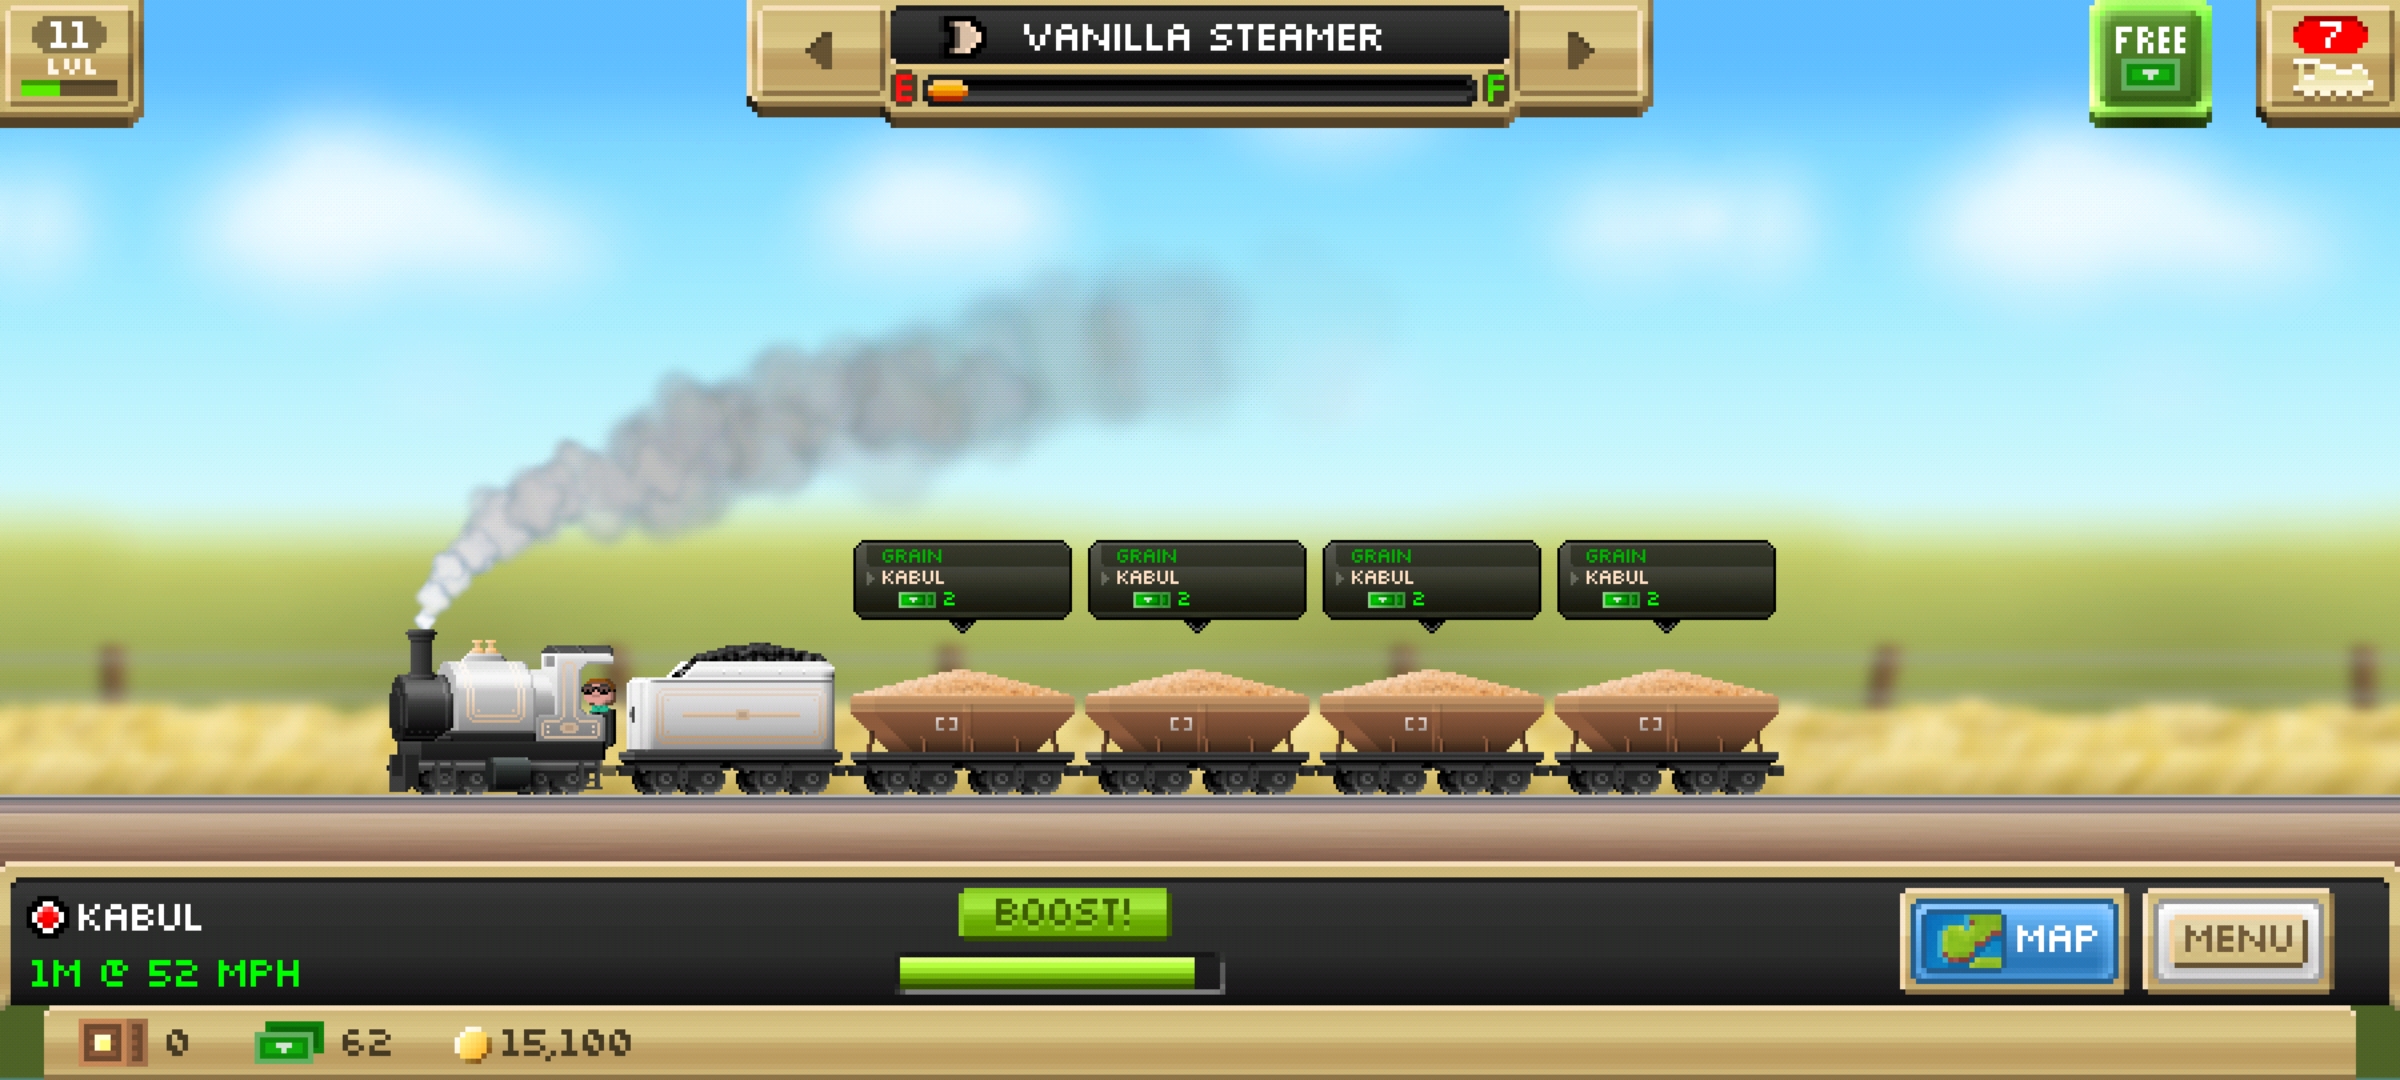 11
LVL
VANILLA STEAMER
E F
FREE
7
GRAIN
KABUL
2
GRAIN
KABUL
2
GRAIN
KABUL
2
GRAIN
KABUL
2
KABUL
1M @ 52 MPH
BOOST!
MAP
MENU
0
62
15,100